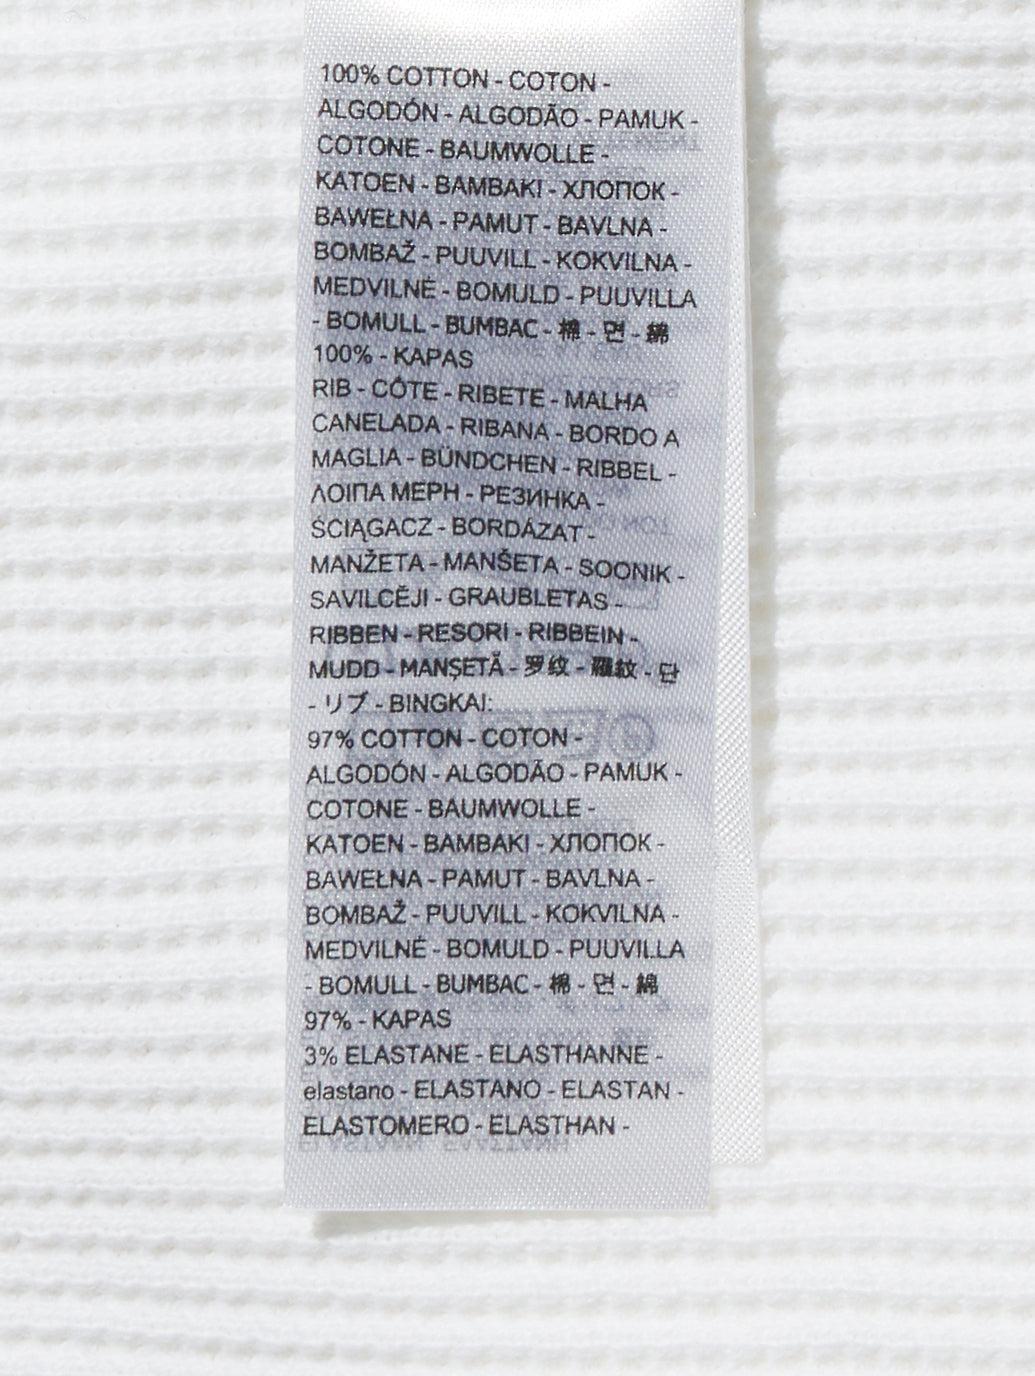 100% COTTON - COTON -
ALGODÓN - ALGODÃO - PAMUK -
COTONE - BAUMWOLLE -
KATOEN - BAMBAKI - ХЛОПОК -
BAWEŁNA - PAMUT - BAVLNA -
BOMBAŽ - PUUVILL - KOKVILNA -
MEDVILNĖ - BOMULD - PUUVILLA
- BOMULL - BUMBAC - 棉 - 면 - 綿
100% - KAPAS
RIB - CÔTE - RIBETE - MALHA
CANELADA - RIBANA - BORDO A
MAGLIA - BÜNDCHEN - RIBBEL -
ΛΟΙΠΑ ΜΕΡΗ - РЕЗИНКА -
ŚCIĄGACZ - BORDÁZAT -
MANŽETA - MANŠETA - SOONIK -
SAVILCĒJI - GRAUBLETAS -
RIBBEN - RESORI - RIBBEIN -
MUDD - MANŞETĂ - 罗纹 - 羅紋 - 단
- リブ - BINGKAI:
97% COTTON - COTON -
ALGODÓN - ALGODÃO - PAMUK -
COTONE - BAUMWOLLE -
KATOEN - BAMBAKI - ХЛОПОК -
BAWEŁNA - PAMUT - BAVLNA -
BOMBAŽ - PUUVILL - KOKVILNA -
MEDVILNĖ - BOMULD - PUUVILLA
- BOMULL - BUMBAC - 棉 - 면 - 綿
97% - KAPAS
3% ELASTANE - ELASTHANNE -
elastano - ELASTANO - ELASTAN -
ELASTOMERO - ELASTHAN -